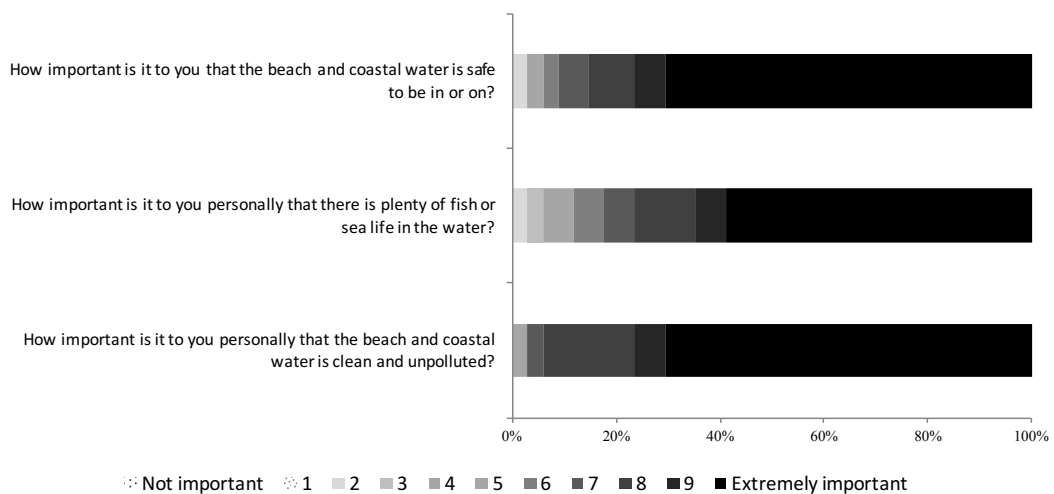 How important is it to you that the beach and coastal water is safe
to be in or on?
How important is it to you personally that there is plenty of fish or
sea life in the water?
How important is it to you personally that the beach and coastal
water is clean and unpolluted?
0% 20% 40% 60% 80% 100%
Not important 1 2 3 4 5 6 7 8 9 Extremely important